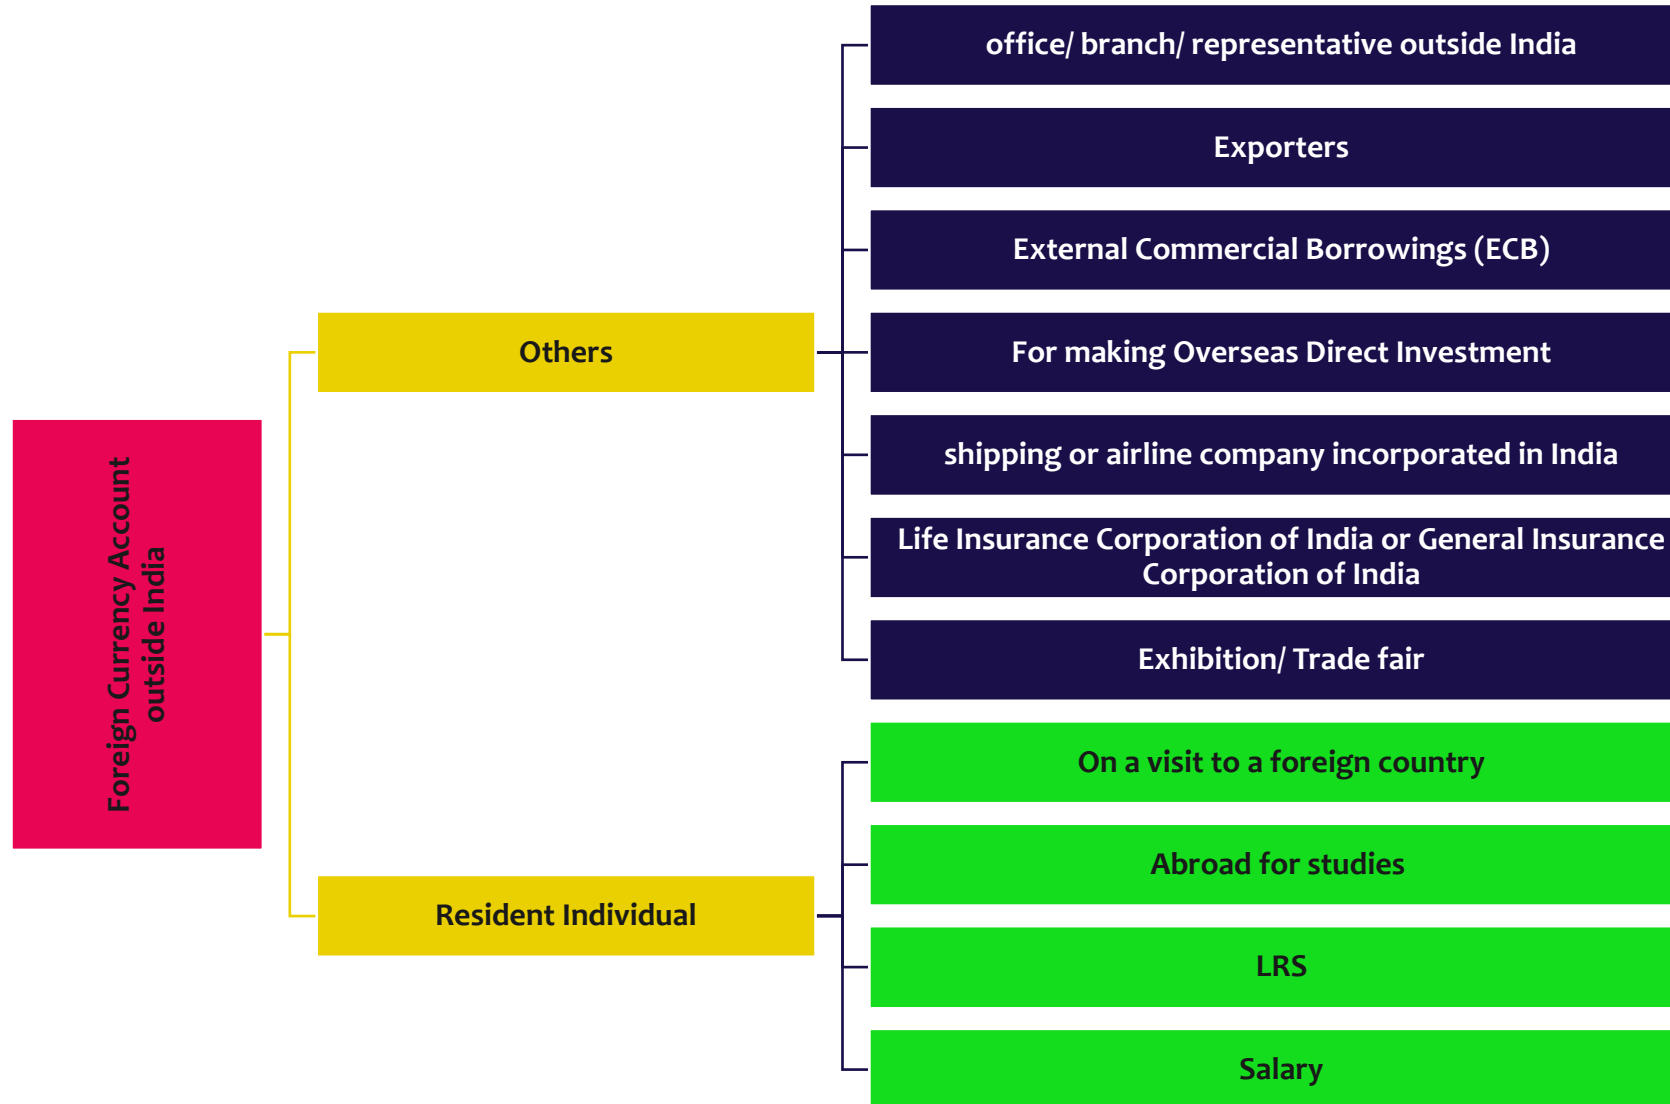 office/ branch/ representative outside India
Exporters
External Commercial Borrowings (ECB)
Others
For making Overseas Direct Investment
shipping or airline company incorporated in India
Life Insurance Corporation of India or General Insurance
Corporation of India
Exhibition/ Trade fair
Foreign Currency Account
outside India
On a visit to a foreign country
Abroad for studies
Resident Individual
LRS
Salary